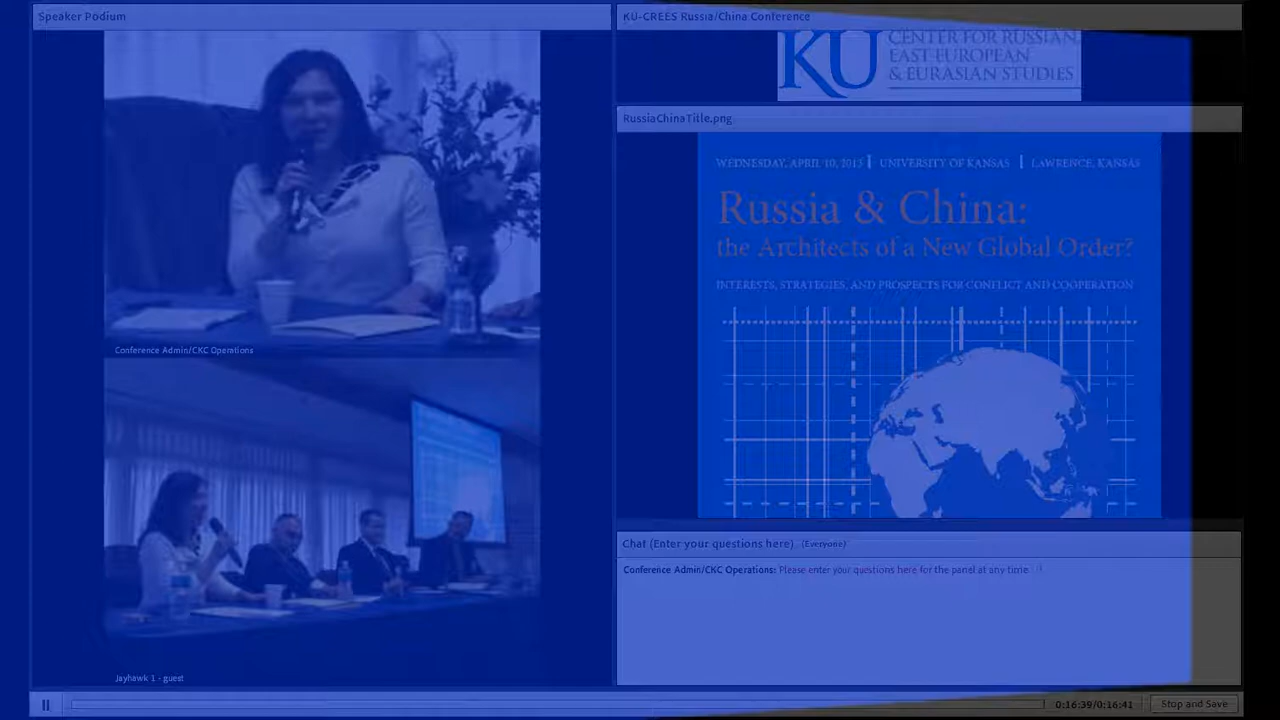 Speaker Podium
KU-CREES Russia/China Conference
KU
CENTER FOR RUSSIAN,
EAST EUROPEAN
& EURASIAN STUDIES
RussiaChinaTitle.png
WEDNESDAY, APRIL 10, 2013 | UNIVERSITY OF KANSAS | LAWRENCE, KANSAS
Russia & China:
the Architects of a New Global Order?
INTERESTS, STRATEGIES, AND PROSPECTS FOR CONFLICT AND COOPERATION
Conference Admin/CKC Operations
Chat (Enter your questions here) (Everyone)
Conference Admin/CKC Operations: Please enter your questions here for the panel at any time. :)
Jayhawk 1 - guest
0:16:39/0:16:41
Stop and Save